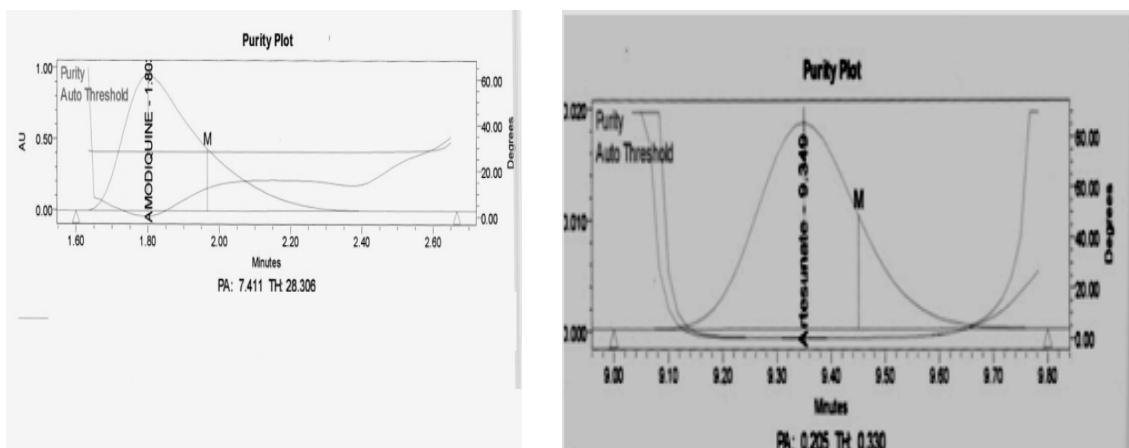 Purity Plot
1.00
0.50
0.00
AU
Purity
Auto Threshold
AMODIQUINE - 1.80
M
60.00
40.00
20.00
0.00
Degrees
1.60
1.80
2.00
2.20
2.40
2.60
Minutes
PA: 7.411 TH: 28.306
Purity Plot
0.020
0.010
0.000
Purity
Auto Threshold
Artesunate - 9.349
M
80.00
60.00
40.00
20.00
0.00
Degrees
9.00
9.10
9.20
9.30
9.40
9.50
9.60
9.70
9.80
Minutes
PA: 0.205 TH: 0.330